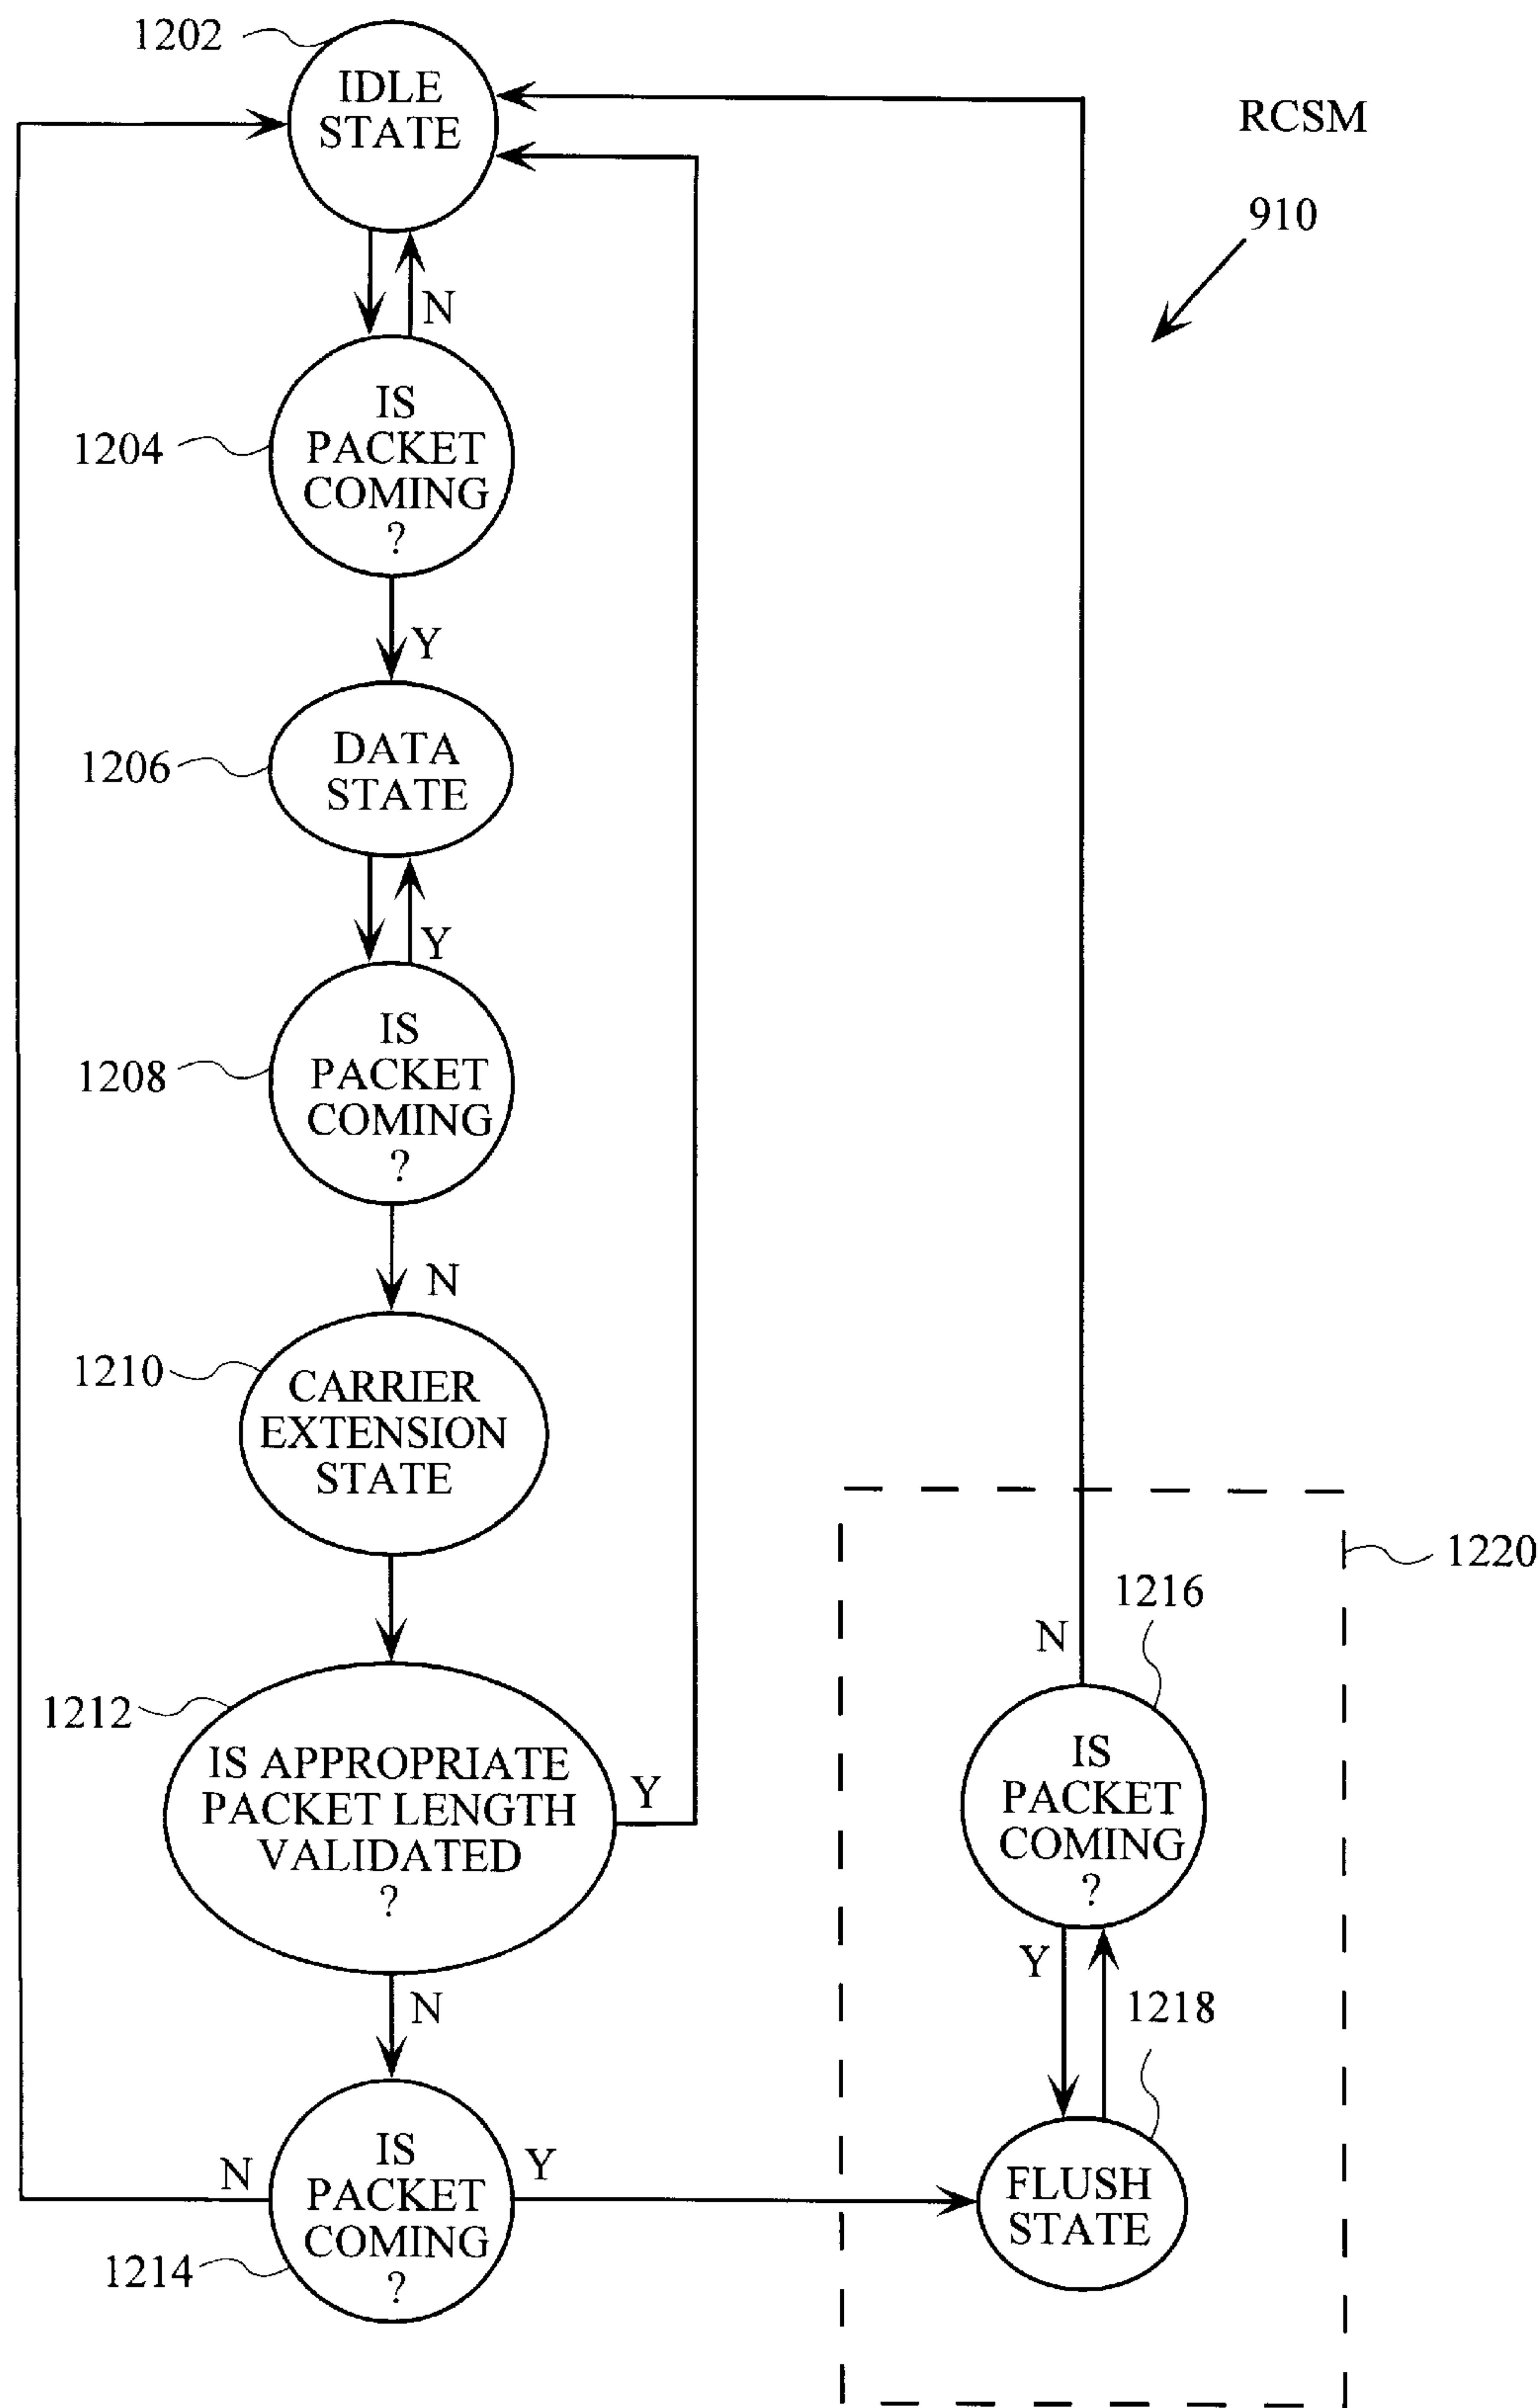 1202
IDLE
STATE
RCSM
910
N
1204
IS
PACKET
COMING
?
Y
1206
DATA
STATE
Y
1208
IS
PACKET
COMING
?
N
1210
CARRIER
EXTENSION
STATE
1220
1216
N
1212
IS APPROPRIATE
PACKET LENGTH
VALIDATED
?
Y
IS
PACKET
COMING
?
Y
N
1218
N
IS
PACKET
COMING
?
Y
1214
FLUSH
STATE